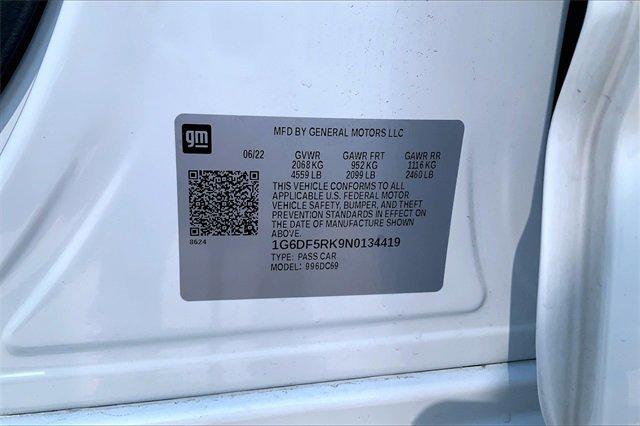 gm
MFD BY GENERAL MOTORS LLC
06/22 GVWR GAWR FRT GAWR RR
2068 KG 952 KG 1116 KG
4559 LB 2099 LB 2460 LB
THIS VEHICLE CONFORMS TO ALL
APPLICABLE U.S. FEDERAL MOTOR
VEHICLE SAFETY, BUMPER, AND THEFT
PREVENTION STANDARDS IN EFFECT ON
THE DATE OF MANUFACTURE SHOWN
ABOVE.
8624
1G6DF5RK9N0134419
TYPE: PASS CAR
MODEL: 996DC69